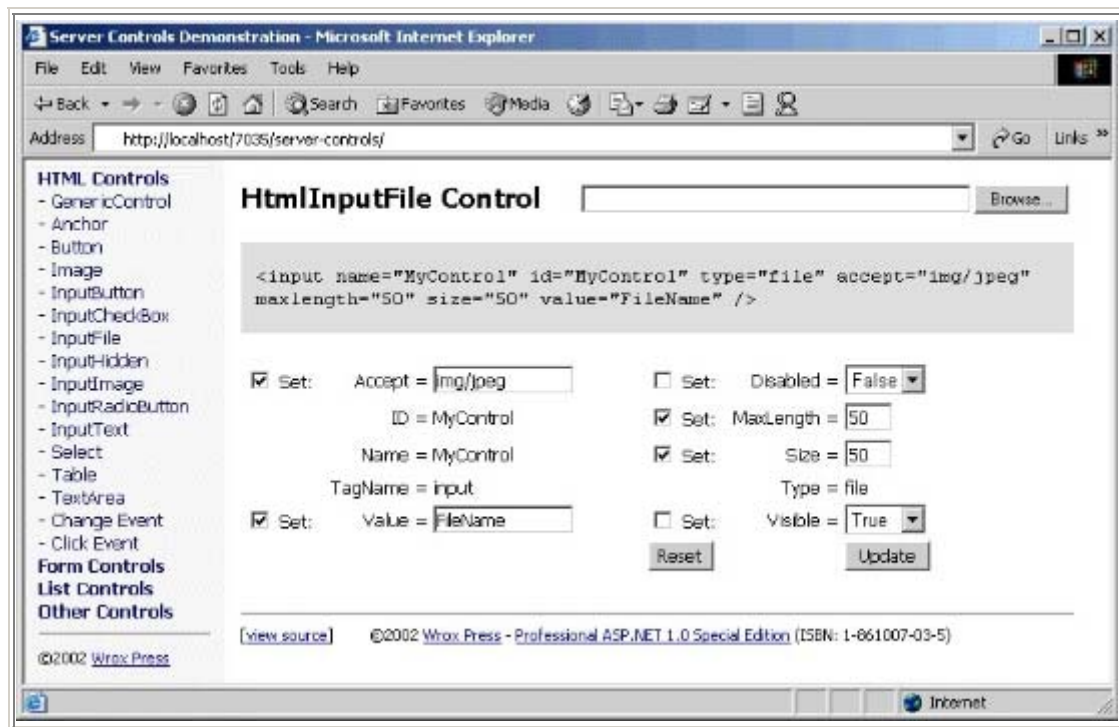 Server Controls Demonstration - Microsoft Internet Explorer
File Edit View Favorites Tools Help
Back Search Favorites Media
Address http://localhost/7035/server-controls/ Go Links »
HTML Controls
- GenericControl
- Anchor
- Button
- Image
- InputButton
- InputCheckBox
- InputFile
- InputHidden
- InputImage
- InputRadioButton
- InputText
- Select
- Table
- TextArea
- Change Event
- Click Event
Form Controls
List Controls
Other Controls
©2002 Wrox Press
HtmlInputFile Control Browse...
<input name="MyControl" id="MyControl" type="file" accept="img/jpeg"
maxlength="50" size="50" value="FileName" />
Set: Accept = img/jpeg Set: Disabled = False
ID = MyControl Set: MaxLength = 50
Name = MyControl Set: Size = 50
TagName = input Type = file
Set: Value = FileName Set: Visible = True
Reset Update
[view source] ©2002 Wrox Press - Professional ASP.NET 1.0 Special Edition (ISBN: 1-861007-03-5)
Internet